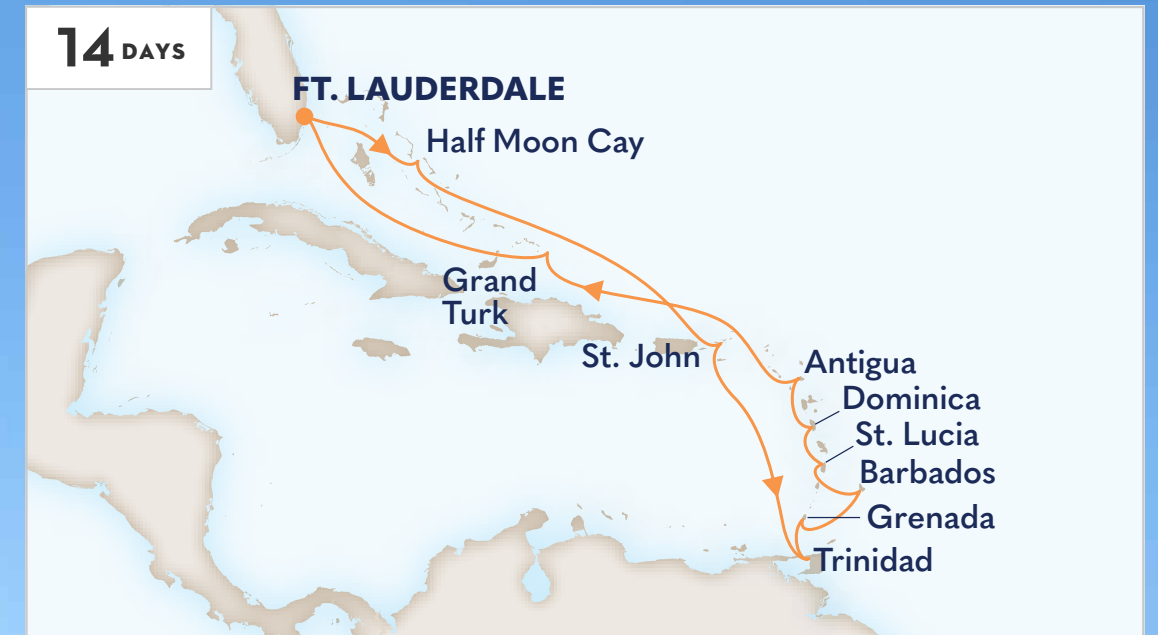 14 DAYS
FT. LAUDERDALE
Half Moon Cay
Grand
Turk
St. John
Antigua
Dominica
St. Lucia
Barbados
Grenada
Trinidad